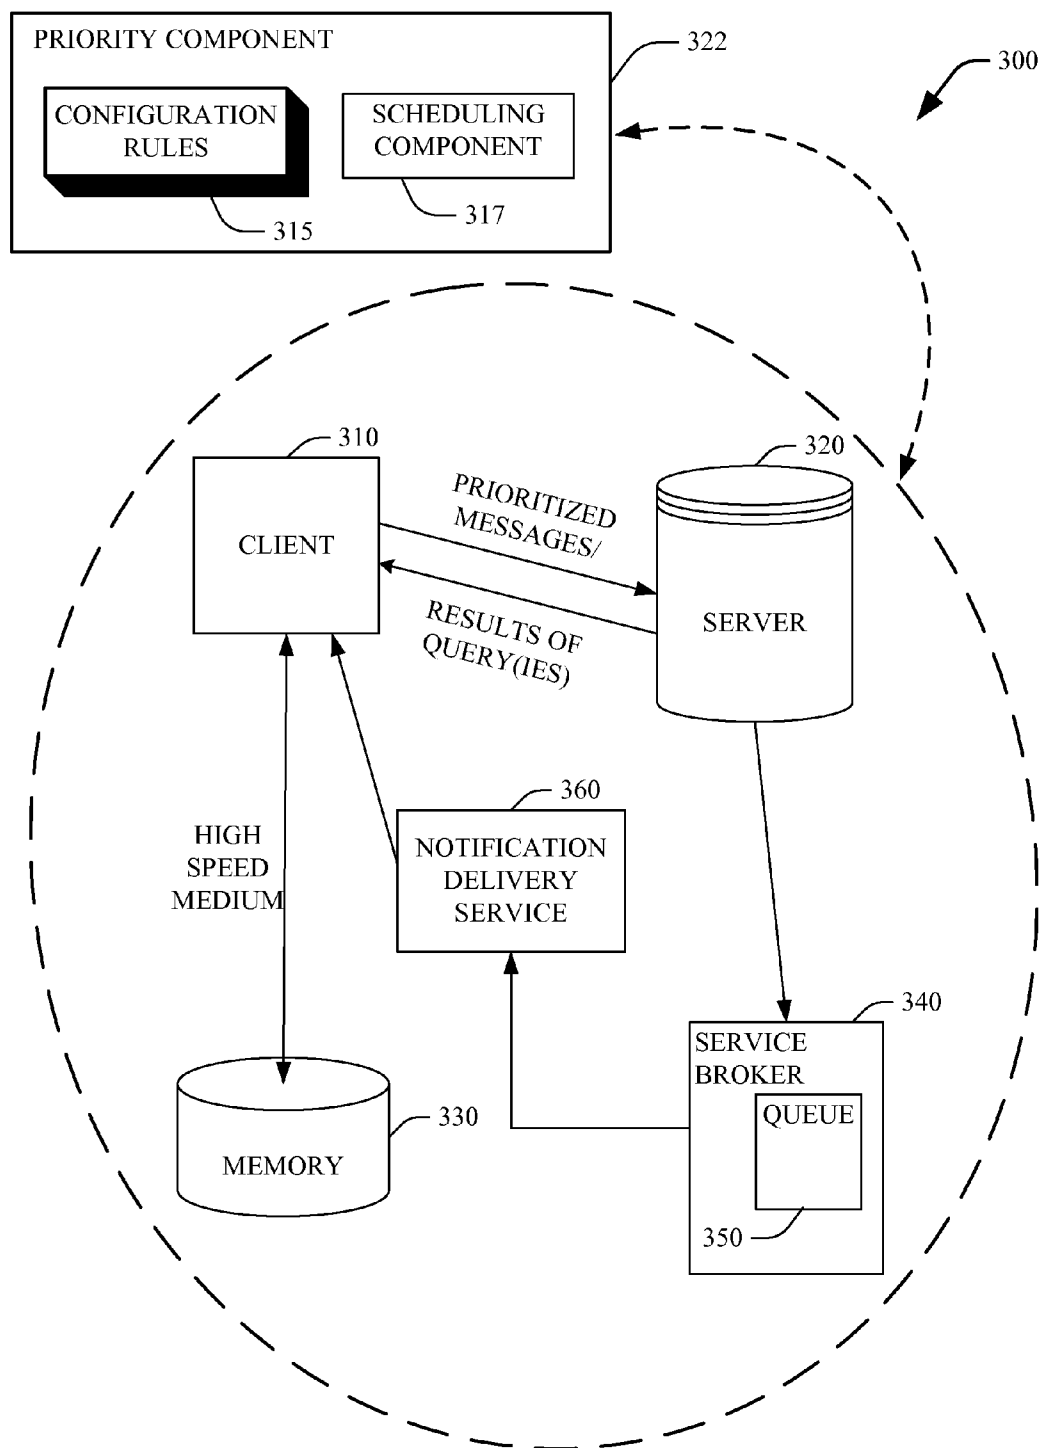 PRIORITY COMPONENT
322
300
CONFIGURATION
RULES
SCHEDULING
COMPONENT
315
317
310
320
CLIENT
PRIORITIZED
MESSAGES/
RESULTS OF
QUERY(IES)
SERVER
360
HIGH
SPEED
MEDIUM
NOTIFICATION
DELIVERY
SERVICE
340
SERVICE
BROKER
QUEUE
330
MEMORY
350